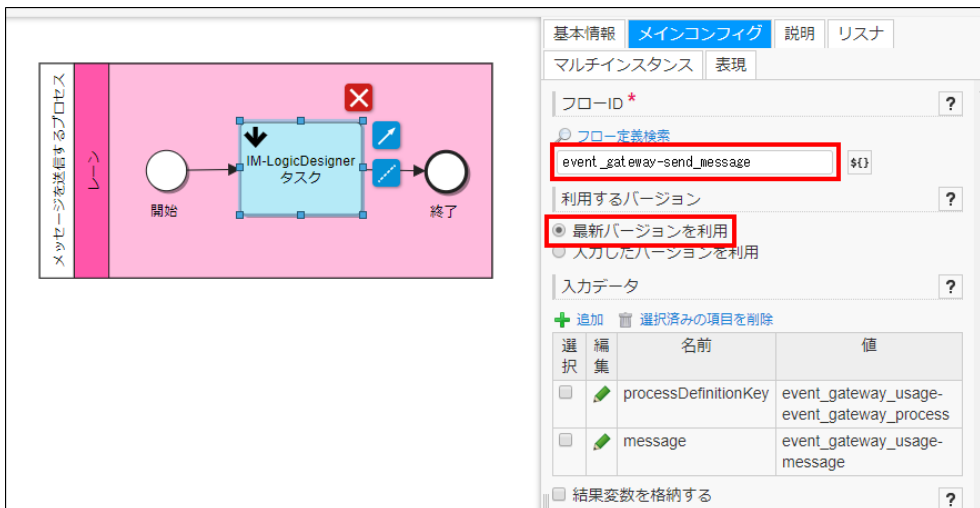 メッセージを送信するプロセス
レーン
開始
IM-LogicDesigner
タスク
終了
基本情報 メインコンフィグ 説明 リスナ
マルチインスタンス 表現
フローID * ?
フロー定義検索
event_gateway-send_message ${}
利用するバージョン ?
最新バージョンを利用
入力したバージョンを利用
入力データ ?
追加 選択済みの項目を削除
選択 編集 名前 値
processDefinitionKey event_gateway_usage-
event_gateway_process
message event_gateway_usage-
message
結果変数を格納する ?